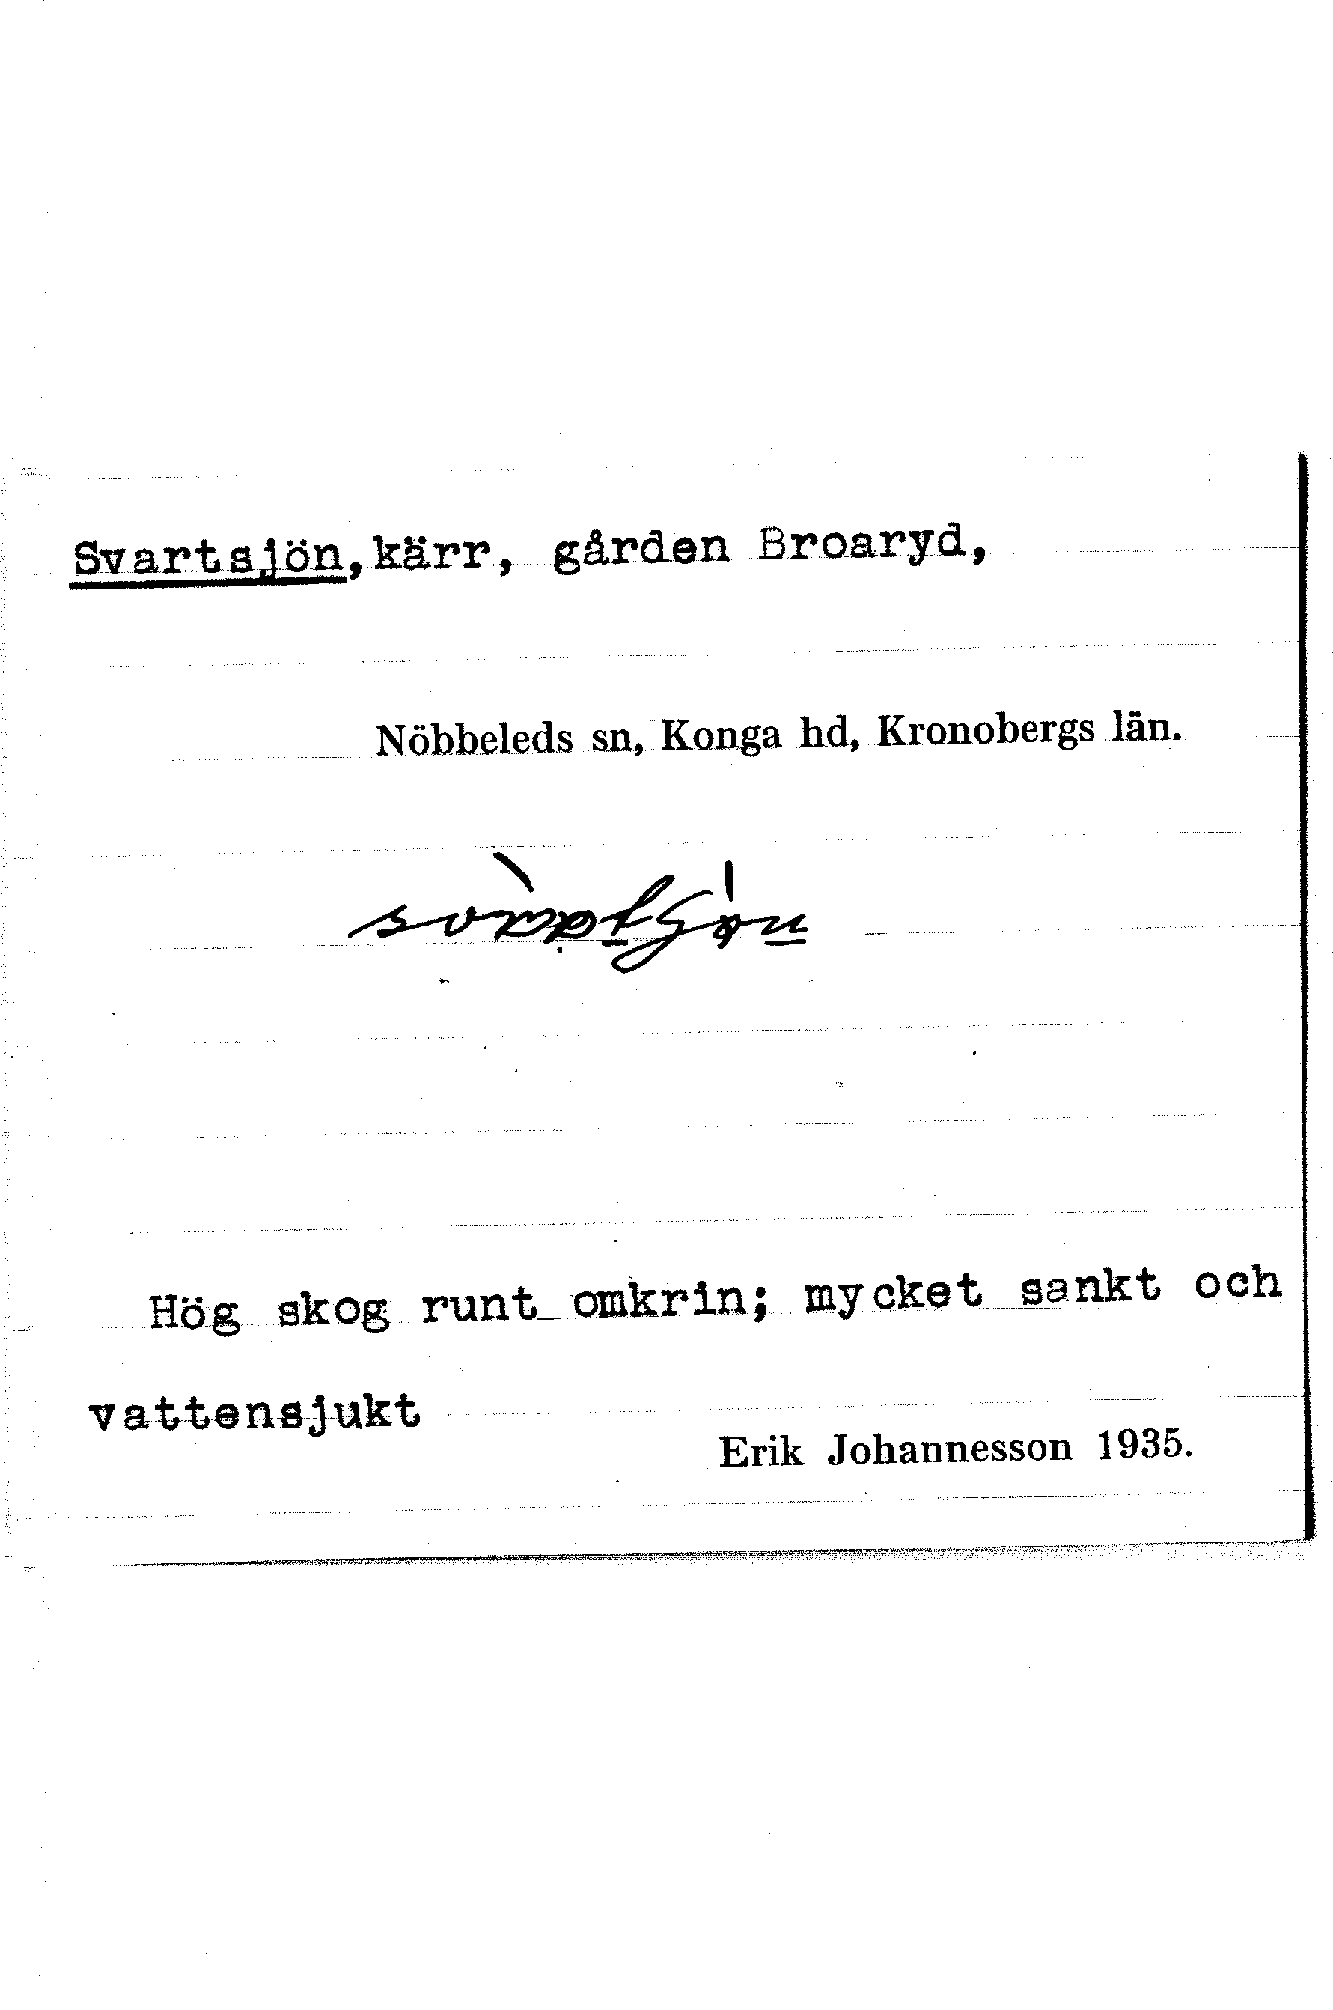 Svartsjön, kärr, gården Broaryd,
Nöbbeleds sn, Konga hd, Kronobergs län.
Hög skog runt omkrin; mycket sankt och
vattensjukt
Erik Johannesson 1935.